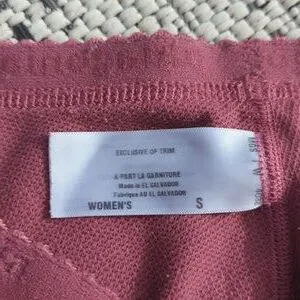 EXCLUSIVE OF TRIM
À PART LA GARNITURE
Made in EL SALVADOR
Fabriqué AU EL SALVADOR
WOMEN'S S